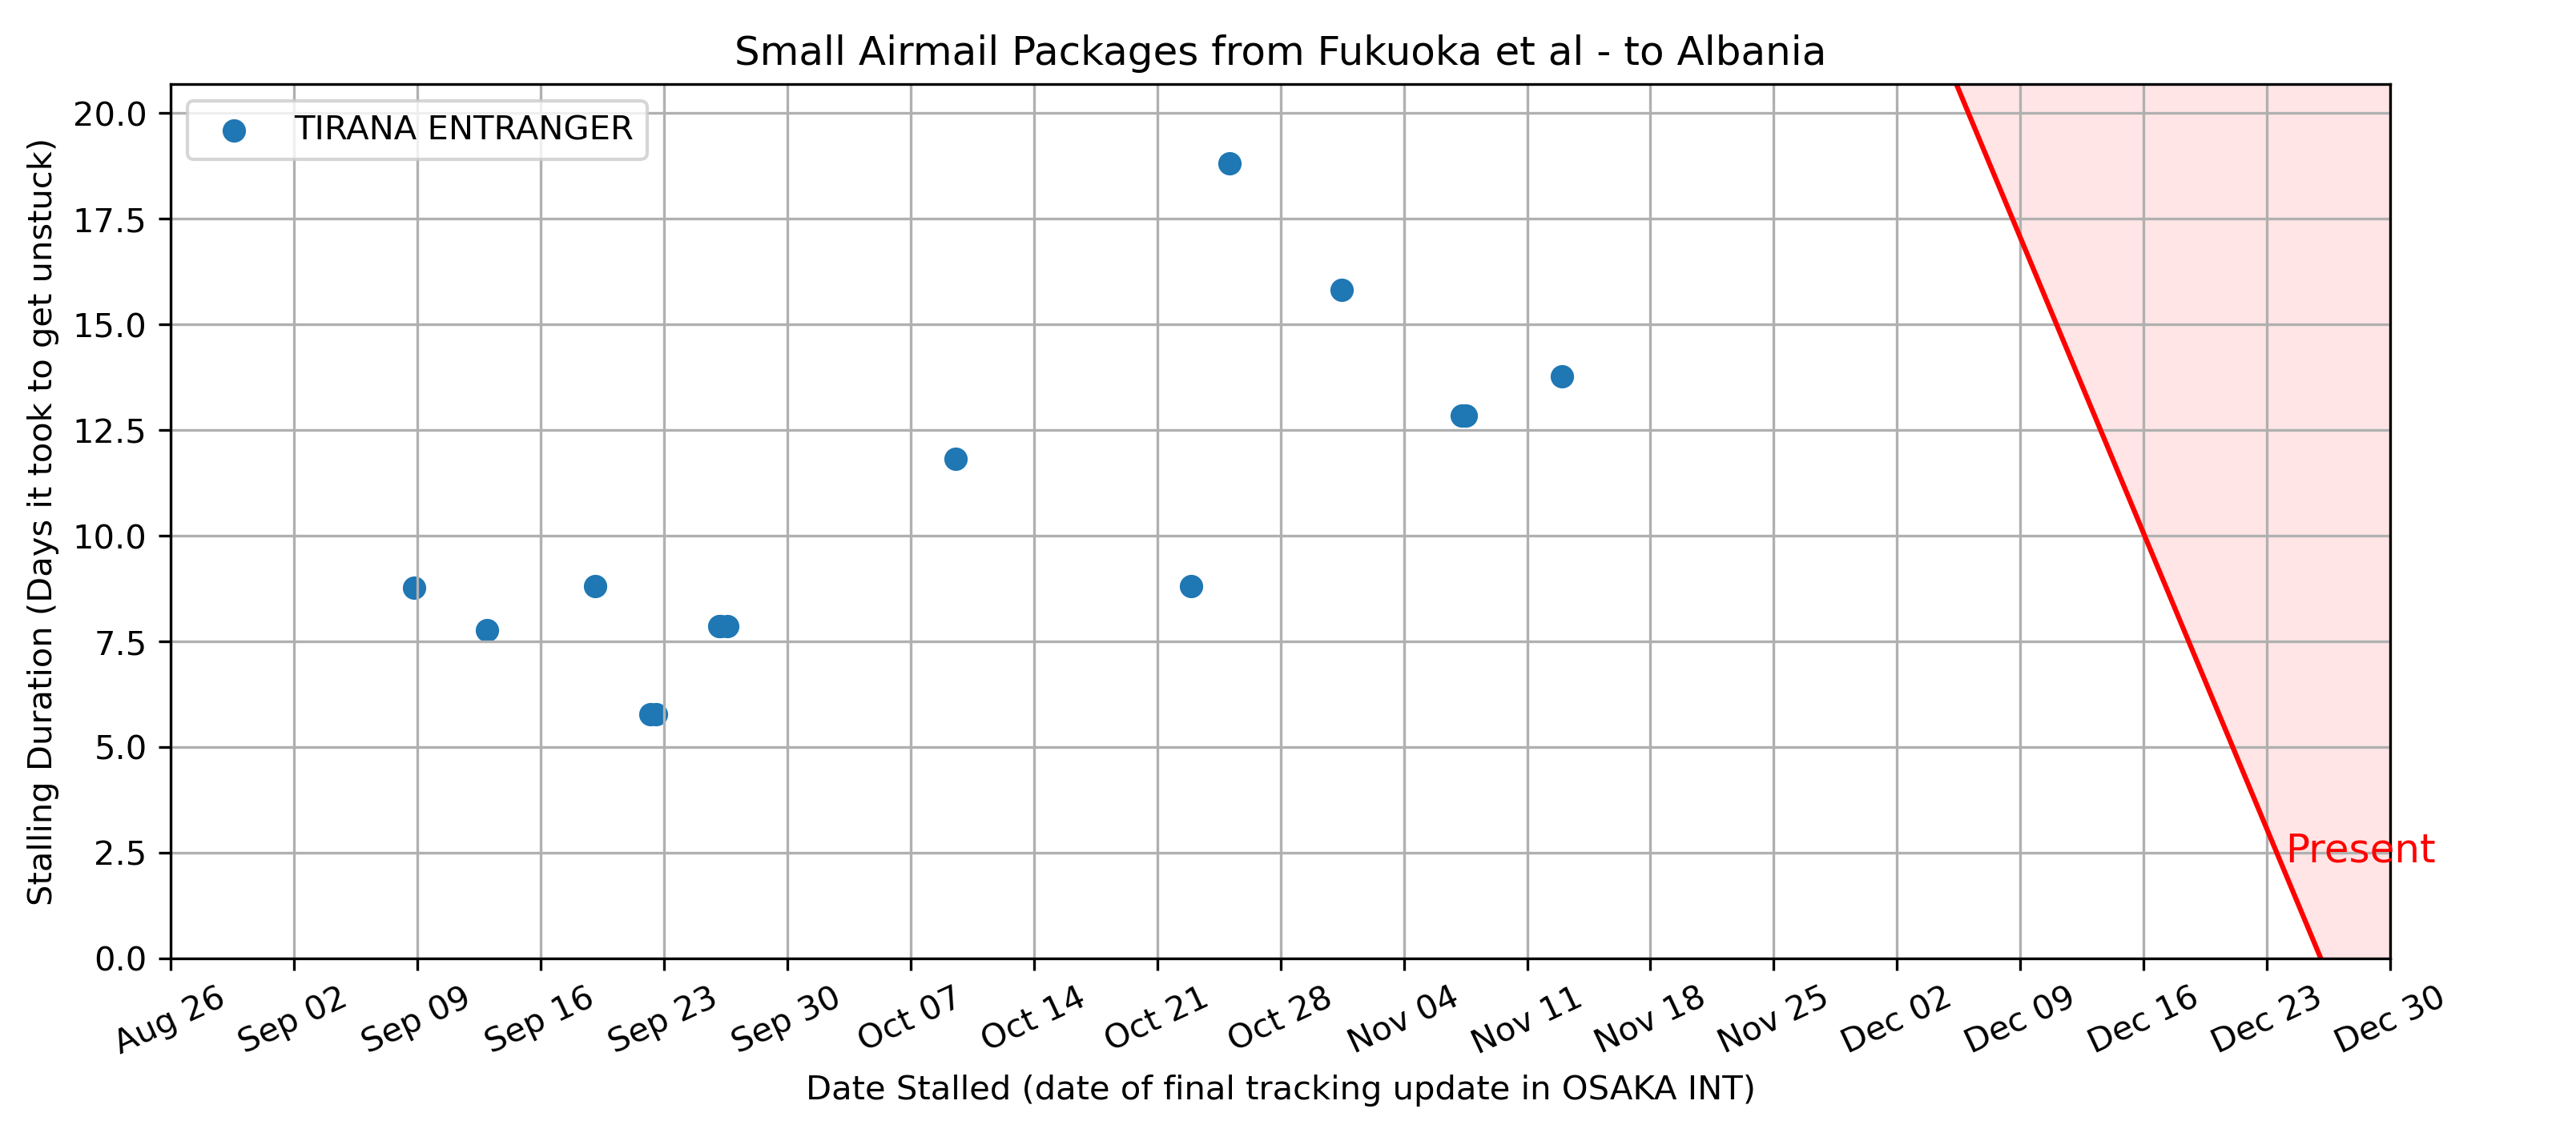 Small Airmail Packages from Fukuoka et al - to Albania
TIRANA ENTRANGER
Stalling Duration (Days it took to get unstuck)
20.0
17.5
15.0
12.5
10.0
7.5
5.0
2.5
0.0
Present
Aug 26
Sep 02
Sep 09
Sep 16
Sep 23
Sep 30
Oct 07
Oct 14
Oct 21
Oct 28
Nov 04
Nov 11
Nov 18
Nov 25
Dec 02
Dec 09
Dec 16
Dec 23
Dec 30
Date Stalled (date of final tracking update in OSAKA INT)